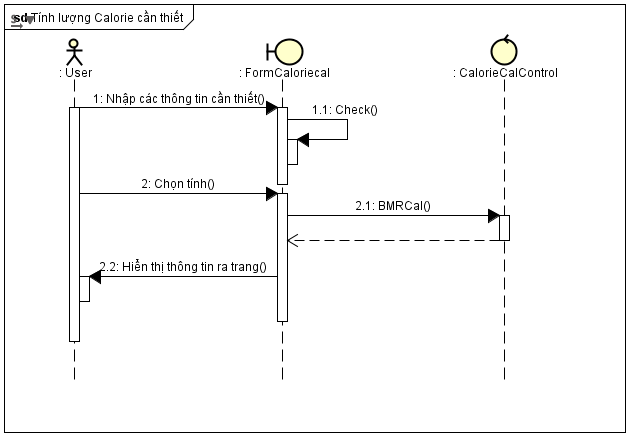 sd Tính lượng Calorie cần thiết
: User
: FormCaloriecal
: CalorieCalControl
1: Nhập các thông tin cần thiết()
1.1: Check()
2: Chọn tính()
2.1: BMRCal()
2.2: Hiển thị thông tin ra trang()